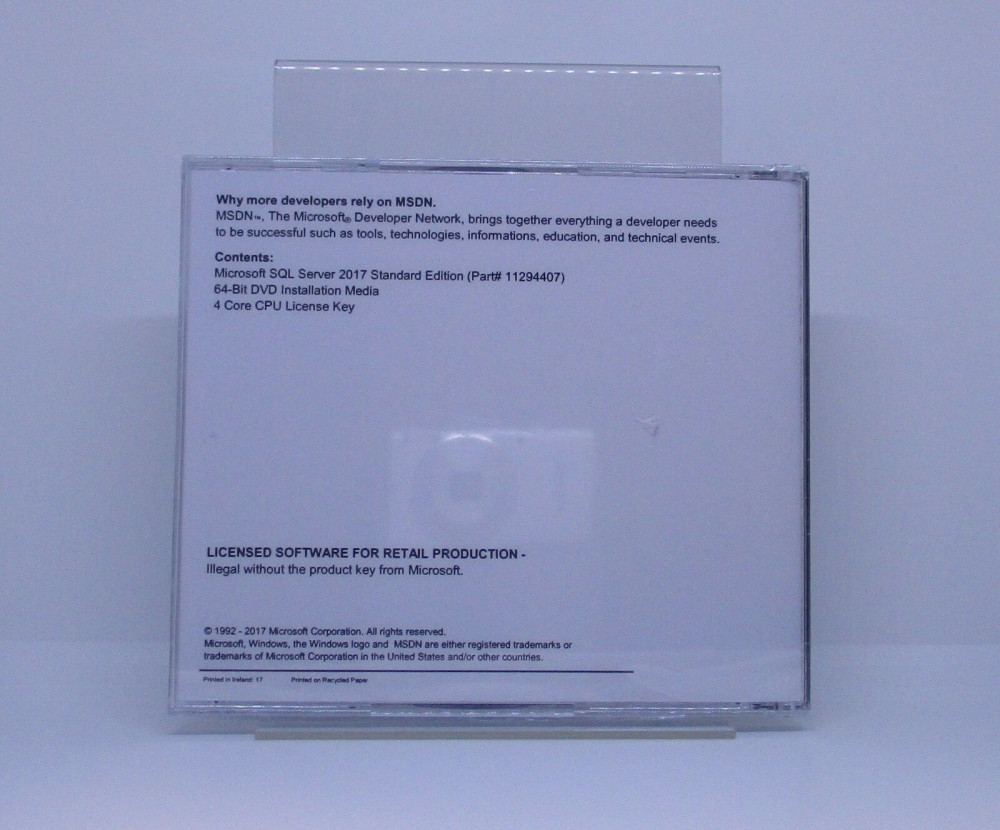 Why more developers rely on MSDN.
MSDN™, The Microsoft® Developer Network, brings together everything a developer needs
to be successful such as tools, technologies, informations, education, and technical events.
Contents:
Microsoft SQL Server 2017 Standard Edition (Part# 11294407)
64-Bit DVD Installation Media
4 Core CPU License Key
LICENSED SOFTWARE FOR RETAIL PRODUCTION -
Illegal without the product key from Microsoft.
© 1992 - 2017 Microsoft Corporation. All rights reserved.
Microsoft, Windows, the Windows logo and MSDN are either registered trademarks or
trademarks of Microsoft Corporation in the United States and/or other countries.
Printed in Ireland: 17 Printed on Recycled Paper